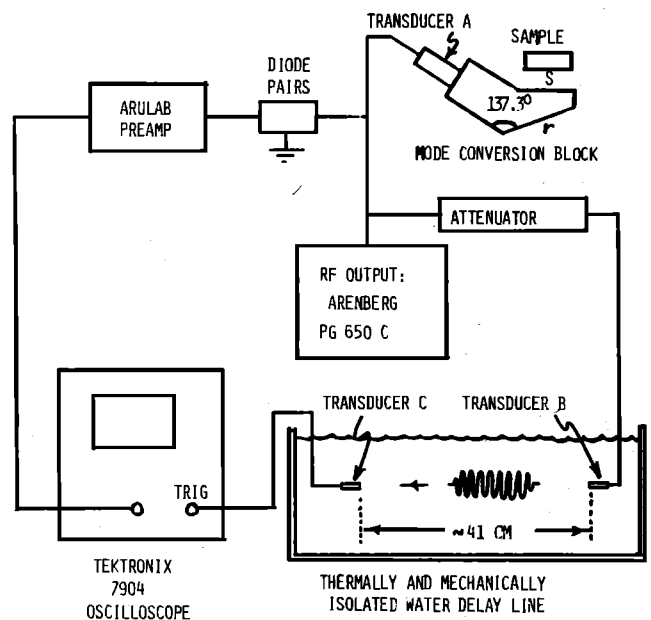 TRANSDUCER A
SAMPLE
S
DIODE
PAIRS
137.3°
r
ARULAB
PREAMP
MODE CONVERSION BLOCK
ATTENUATOR
RF OUTPUT:
ARENBERG
PG 650 C
TRANSDUCER C
TRANSDUCER B
TRIG
~41 CM
TEKTRONIX
7904
OSCILLOSCOPE
THERMALLY AND MECHANICALLY
ISOLATED WATER DELAY LINE